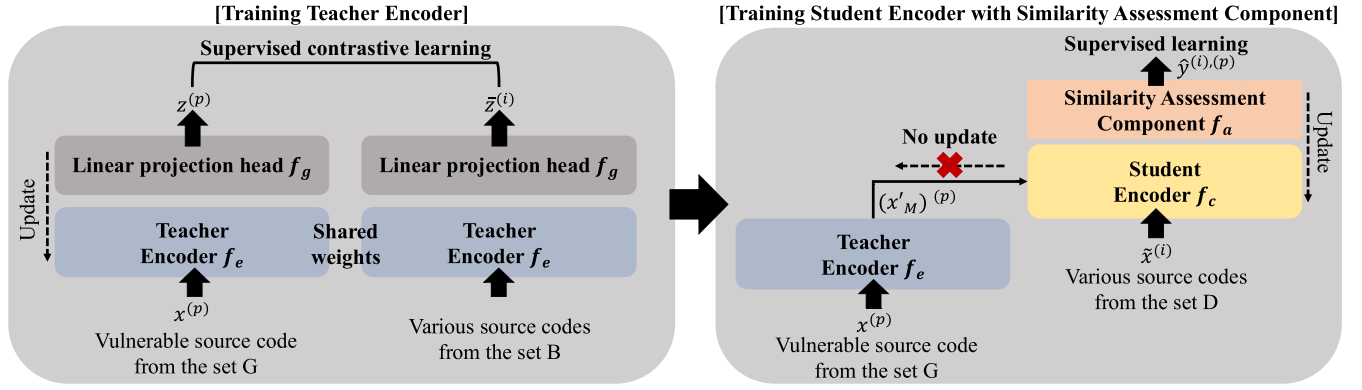 [Training Teacher Encoder]
Supervised contrastive learning
z^{(p)}
z̄^{(i)}
Linear projection head f_g
Linear projection head f_g
Update
Teacher
Encoder f_e
Shared
weights
Teacher
Encoder f_e
x^{(p)}
Vulnerable source code
from the set G
Various source codes
from the set B
[Training Student Encoder with Similarity Assessment Component]
Supervised learning
ŷ^{(i),(p)}
Similarity Assessment
Component f_a
No update
Update
Student
Encoder f_c
(x'_M)^{(p)}
Teacher
Encoder f_e
x̃^{(i)}
Various source codes
from the set D
x^{(p)}
Vulnerable source code
from the set G